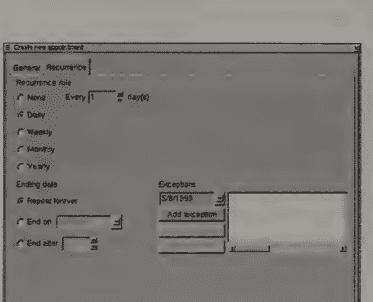 Create new appointment
General Recurrence
Recurrence rule
None Every 1 day(s)
Daily
Weekly
Monthly
Yearly
Ending date Exceptions
Repeat forever 5/8/1999
End on Add exception
End after